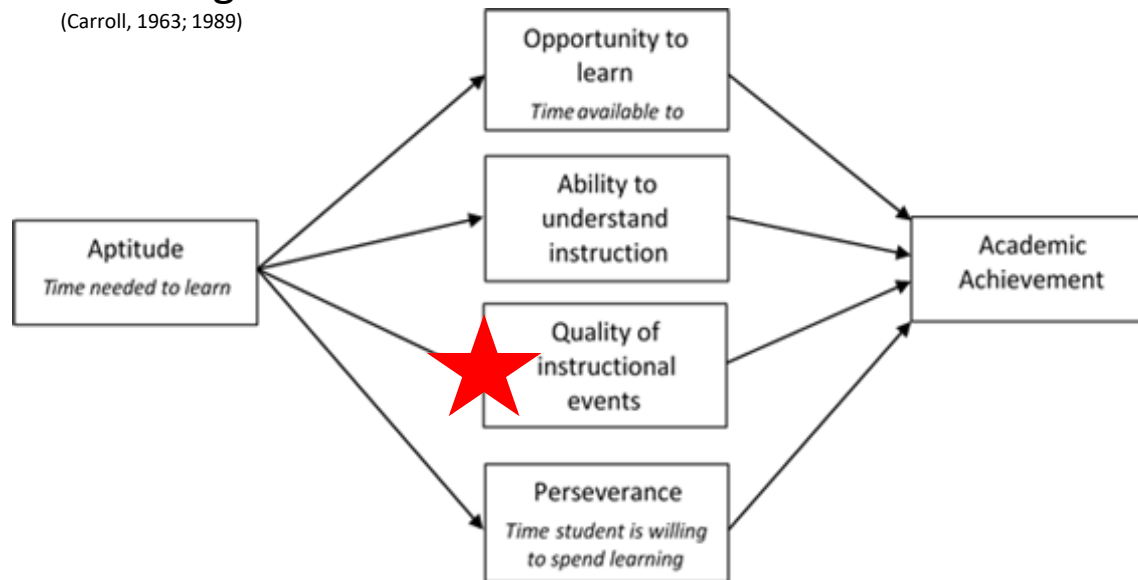 (Carroll, 1963; 1989)
Opportunity to
learn
Time available to
Ability to
understand
instruction
Aptitude
Time needed to learn
Quality of
instructional
events
Perseverance
Time student is willing
to spend learning
Academic
Achievement